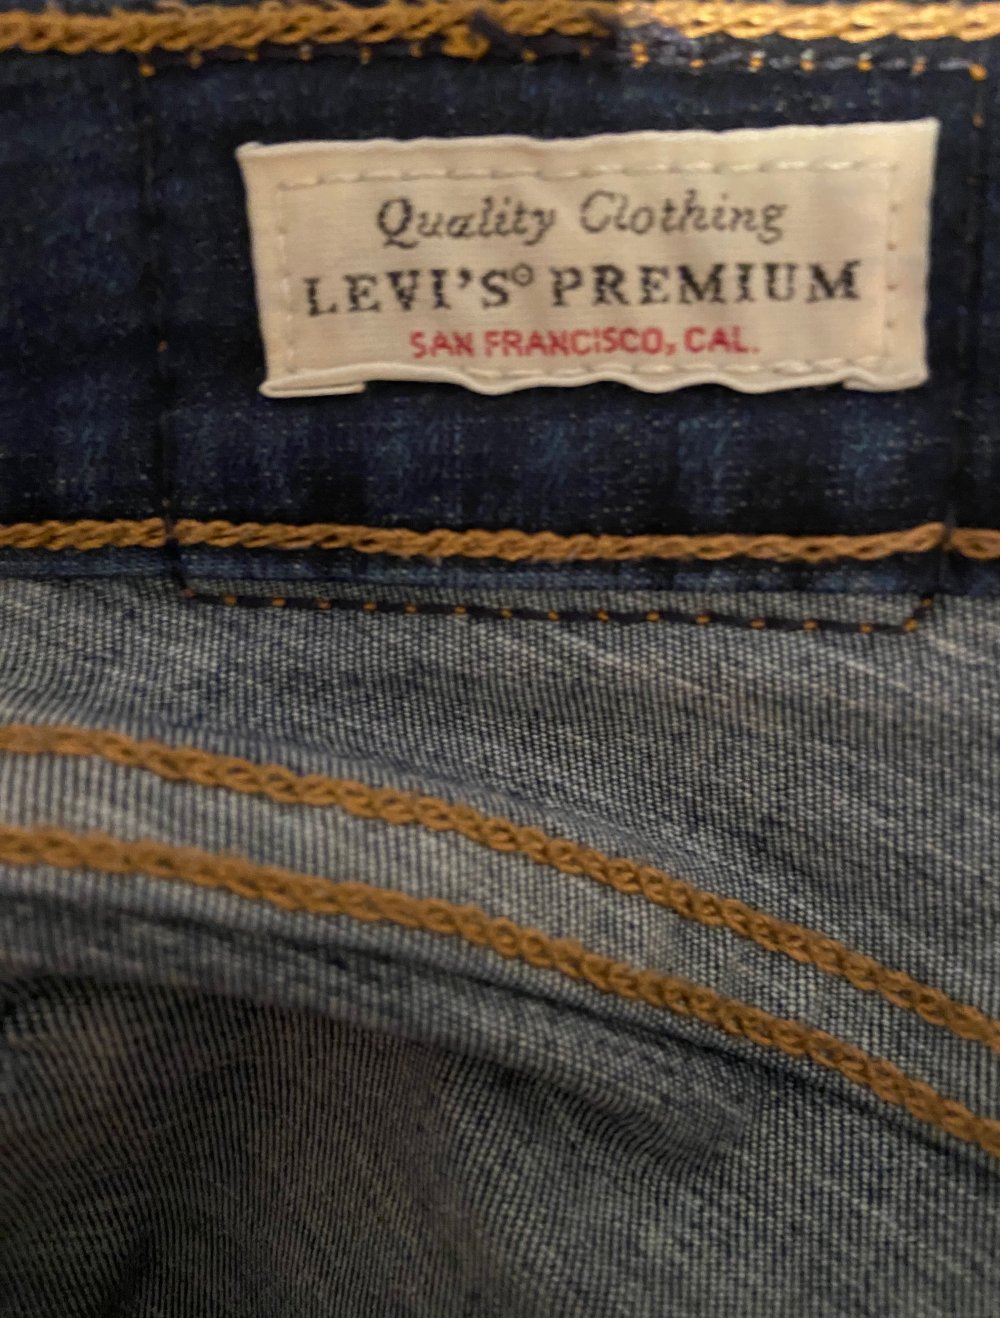 Quality Clothing
LEVI'S® PREMIUM
SAN FRANCISCO, CAL.